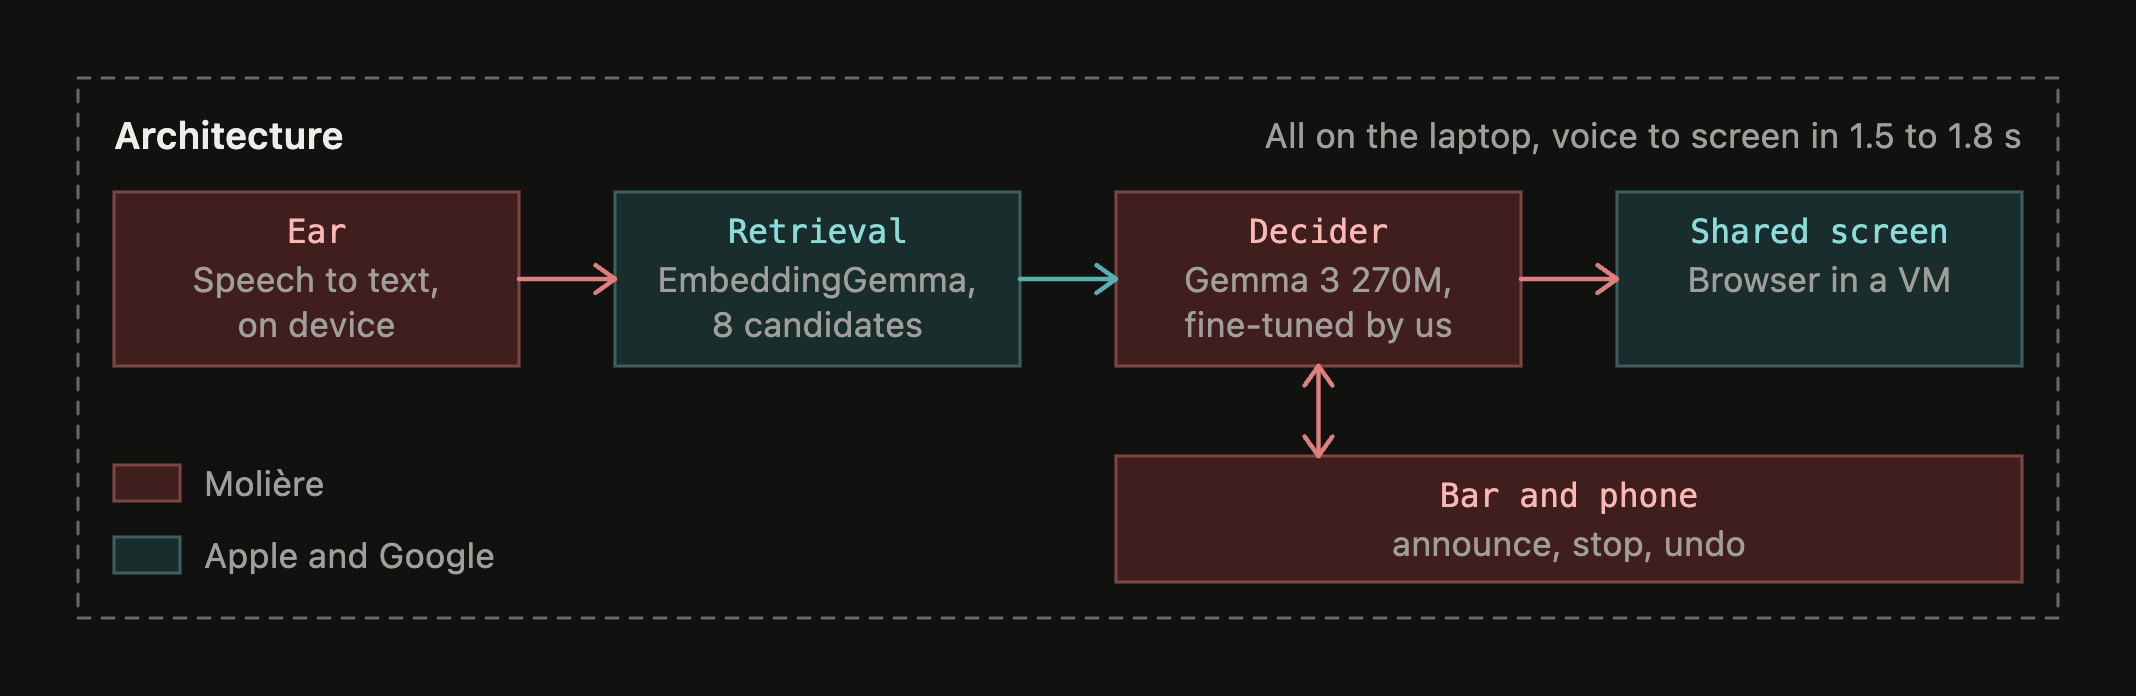 Architecture
All on the laptop, voice to screen in 1.5 to 1.8 s
Ear
Speech to text,
on device
Retrieval
EmbeddingGemma,
8 candidates
Decider
Gemma 3 270M,
fine-tuned by us
Shared screen
Browser in a VM
Bar and phone
announce, stop, undo
Molière
Apple and Google